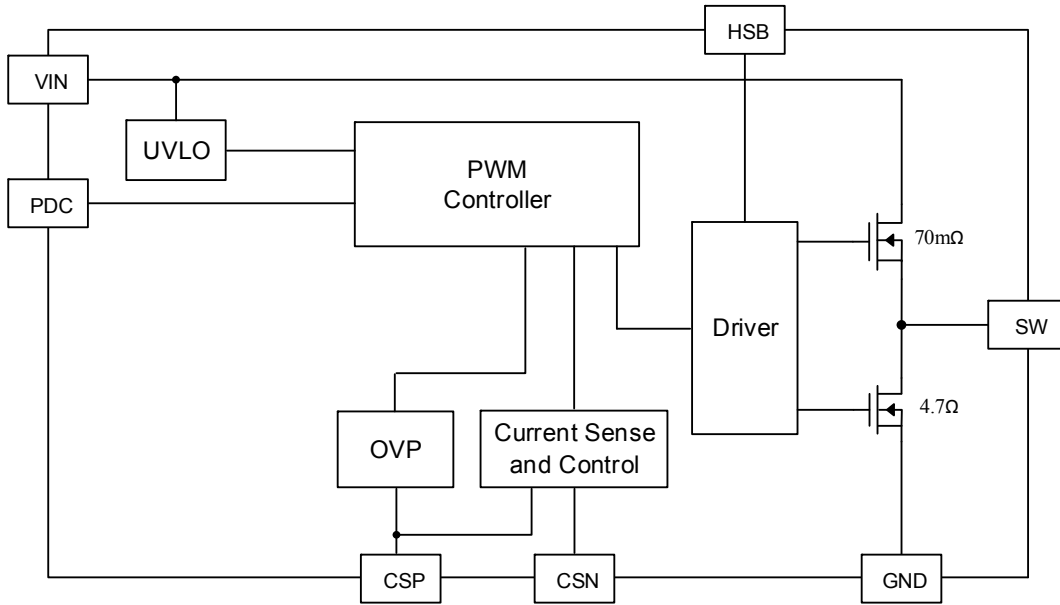 HSB
VIN
UVLO
PWM
Controller
PDC
70mΩ
Driver
SW
4.7Ω
OVP
Current Sense
and Control
CSP
CSN
GND